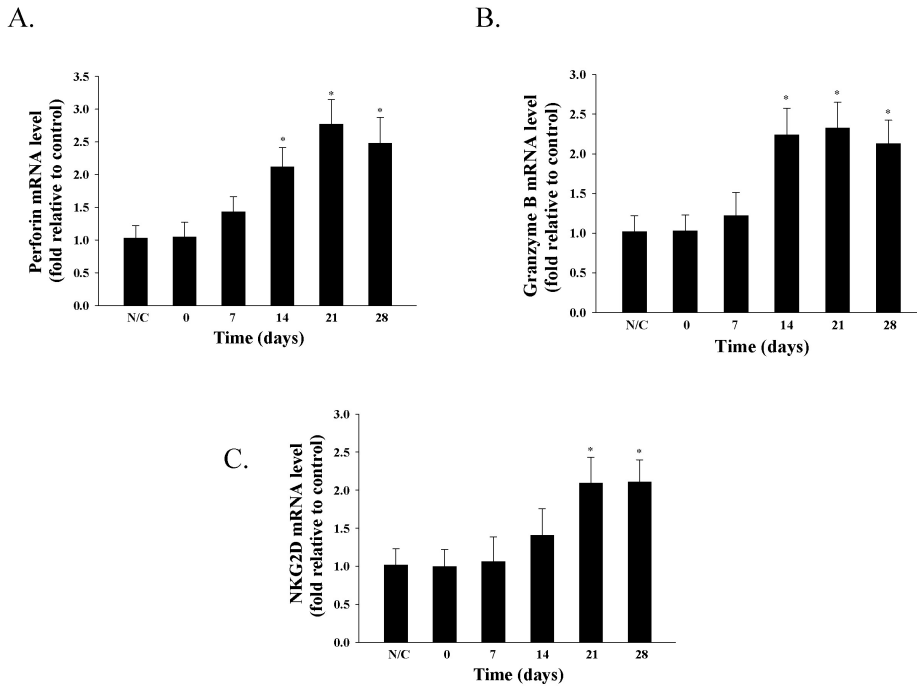 A.
Perforin mRNA level
(fold relative to control)
3.5
3.0
2.5
2.0
1.5
1.0
0.5
0.0
* * *
N/C 0 7 14 21 28
Time (days)
B.
Granzyme B mRNA level
(fold relative to control)
3.0
2.5
2.0
1.5
1.0
0.5
0.0
* * *
N/C 0 7 14 21 28
Time (days)
C.
NKG2D mRNA level
(fold relative to control)
3.0
2.5
2.0
1.5
1.0
0.5
0.0
* *
N/C 0 7 14 21 28
Time (days)